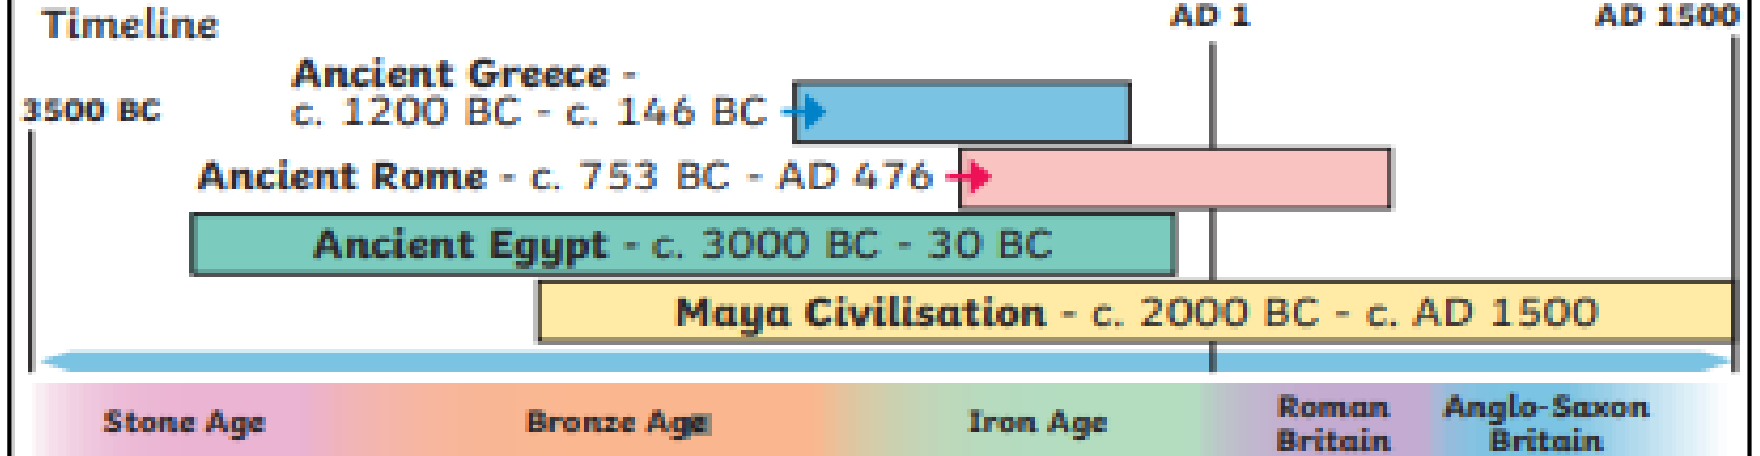 Timeline
AD 1
AD 1500
Ancient Greece -
3500 BC
c. 1200 BC - c. 146 BC
Ancient Rome - c. 753 BC - AD 476
Ancient Egypt - c. 3000 BC - 30 BC
Maya Civilisation - c. 2000 BC - c. AD 1500
Stone Age
Bronze Age
Iron Age
Roman
Britain
Anglo-Saxon
Britain